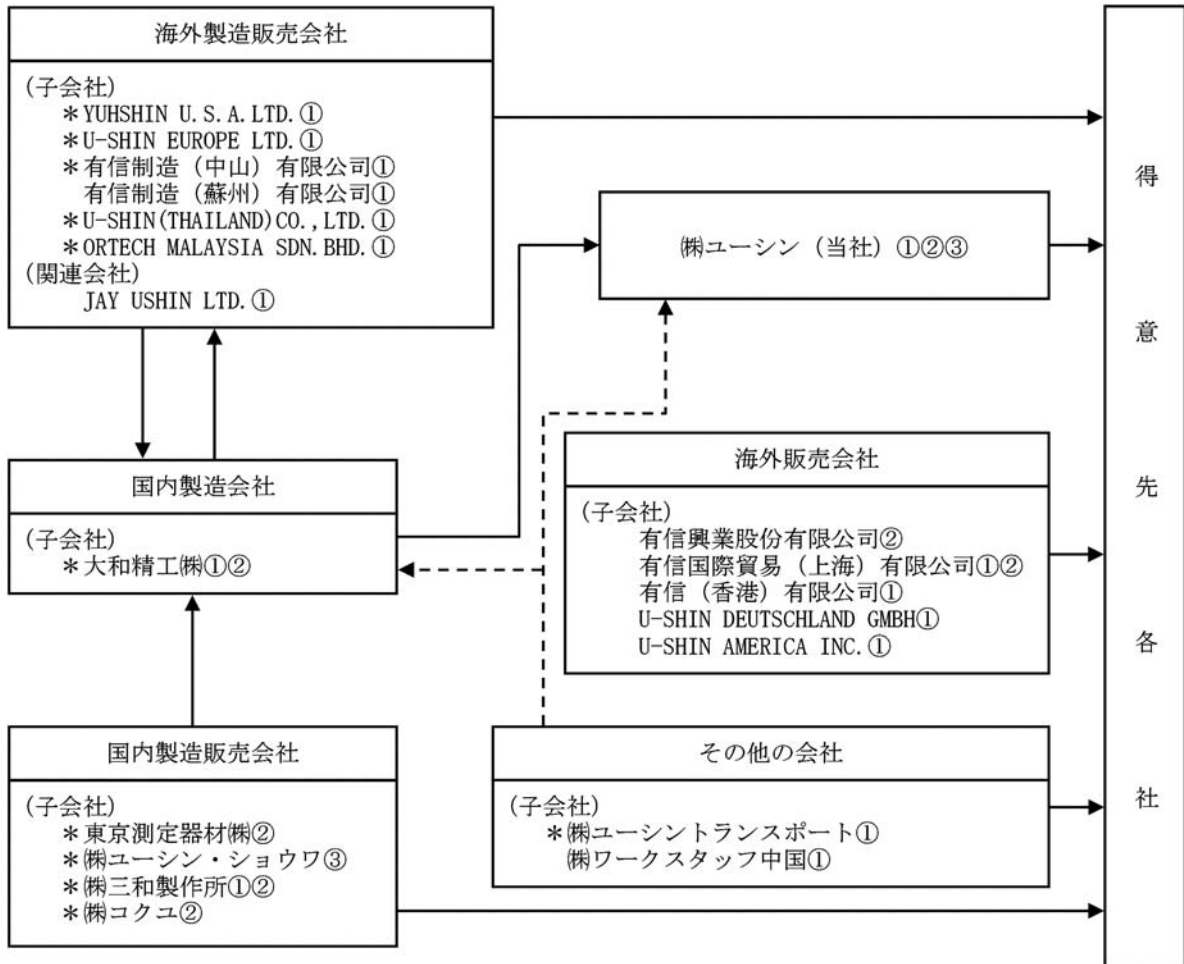 海外製造販売会社
(子会社)
＊YUHSHIN U.S.A.LTD.①
＊U-SHIN EUROPE LTD.①
＊有信制造（中山）有限公司①
有信制造（蘇州）有限公司①
＊U-SHIN(THAILAND)CO.,LTD.①
＊ORTECH MALAYSIA SDN.BHD.①
(関連会社)
JAY USHIN LTD.①
㈱ユーシン（当社）①②③
国内製造会社
(子会社)
＊大和精工㈱①②
海外販売会社
(子会社)
有信興業股份有限公司②
有信国際貿易（上海）有限公司①②
有信（香港）有限公司①
U-SHIN DEUTSCHLAND GMBH①
U-SHIN AMERICA INC.①
国内製造販売会社
(子会社)
＊東京測定器材㈱②
＊㈱ユーシン・ショウワ③
＊㈱三和製作所①②
＊㈱コクユ②
その他の会社
(子会社)
＊㈱ユーシントランスポート①
㈱ワークスタッフ中国①
得意先各社